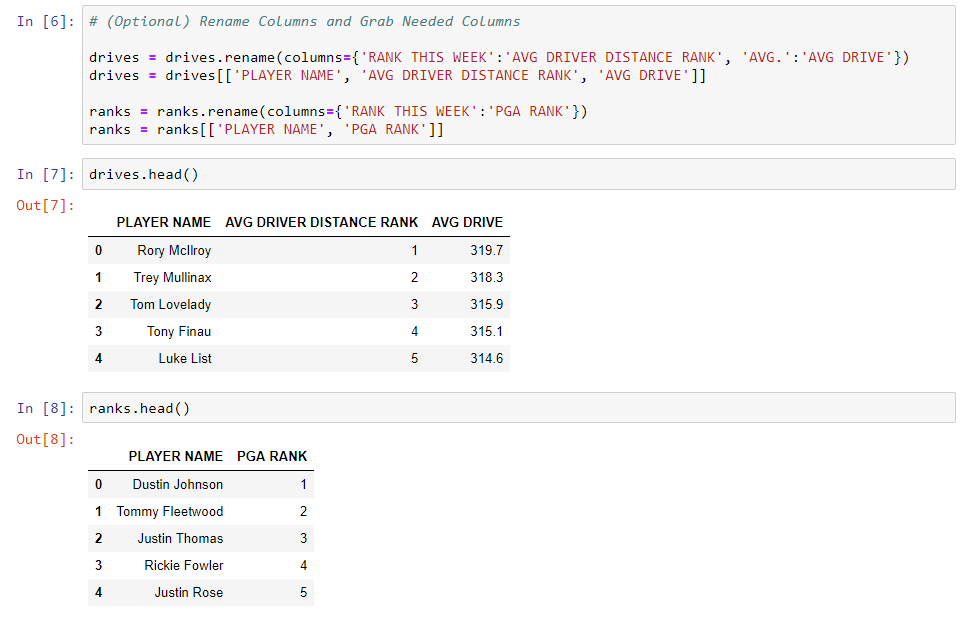 In [6]: # (Optional) Rename Columns and Grab Needed Columns
drives = drives.rename(columns={'RANK THIS WEEK':'AVG DRIVER DISTANCE RANK', 'AVG.':'AVG DRIVE'})
drives = drives[['PLAYER NAME', 'AVG DRIVER DISTANCE RANK', 'AVG DRIVE']]
ranks = ranks.rename(columns={'RANK THIS WEEK':'PGA RANK'})
ranks = ranks[['PLAYER NAME', 'PGA RANK']]
In [7]: drives.head()
Out[7]:
PLAYER NAME AVG DRIVER DISTANCE RANK AVG DRIVE
0 Rory McIlroy 1 319.7
1 Trey Mullinax 2 318.3
2 Tom Lovelady 3 315.9
3 Tony Finau 4 315.1
4 Luke List 5 314.6
In [8]: ranks.head()
Out[8]:
PLAYER NAME PGA RANK
0 Dustin Johnson 1
1 Tommy Fleetwood 2
2 Justin Thomas 3
3 Rickie Fowler 4
4 Justin Rose 5